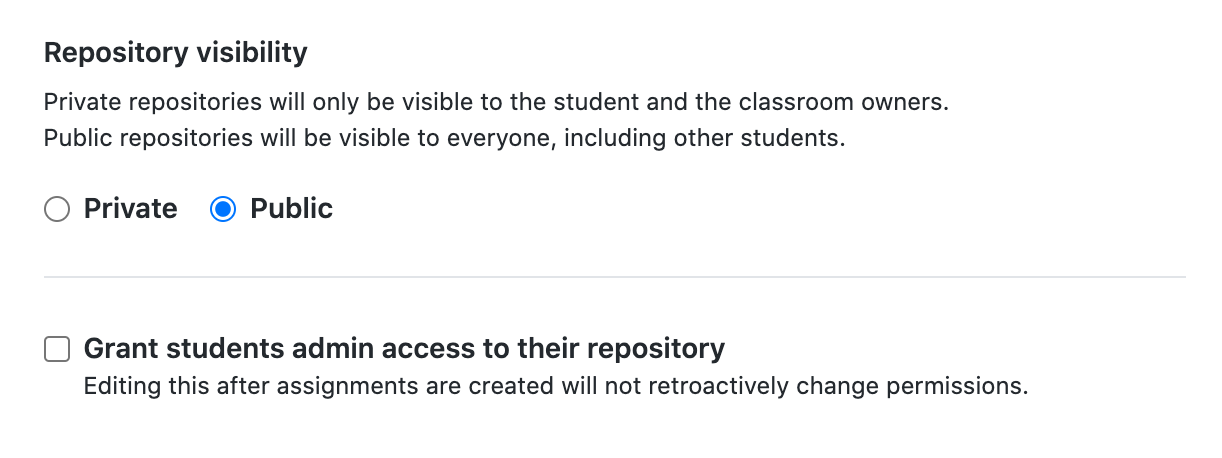 Repository visibility
Private repositories will only be visible to the student and the classroom owners.
Public repositories will be visible to everyone, including other students.
Private Public
Grant students admin access to their repository
Editing this after assignments are created will not retroactively change permissions.